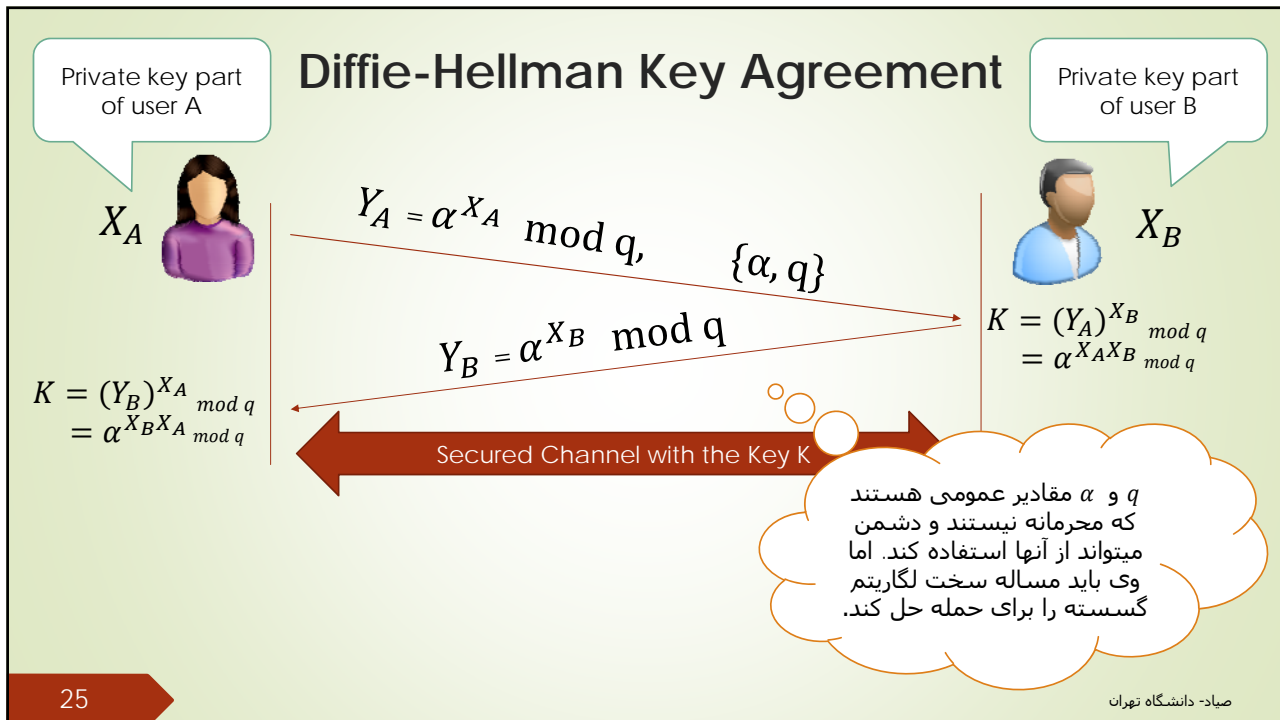 Diffie-Hellman Key Agreement
Private key part
of user A
Private key part
of user B
X_A
X_B
Y_A = α^{X_A} mod q, {α, q}
Y_B = α^{X_B} mod q
K = (Y_A)^{X_B} mod q
= α^{X_A X_B} mod q
K = (Y_B)^{X_A} mod q
= α^{X_B X_A} mod q
Secured Channel with the Key K
q و α مقادیر عمومی هستند
که محرمانه نیستند و دشمن
میتواند از آنها استفاده کند. اما
وی باید مساله سخت لگاریتم
گسسته را برای حمله حل کند.
25
صیاد- دانشگاه تهران